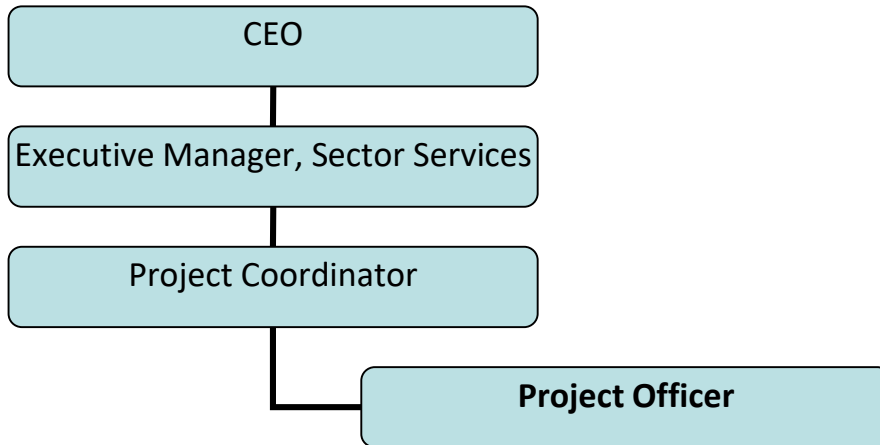 CEO
Executive Manager, Sector Services
Project Coordinator
Project Officer